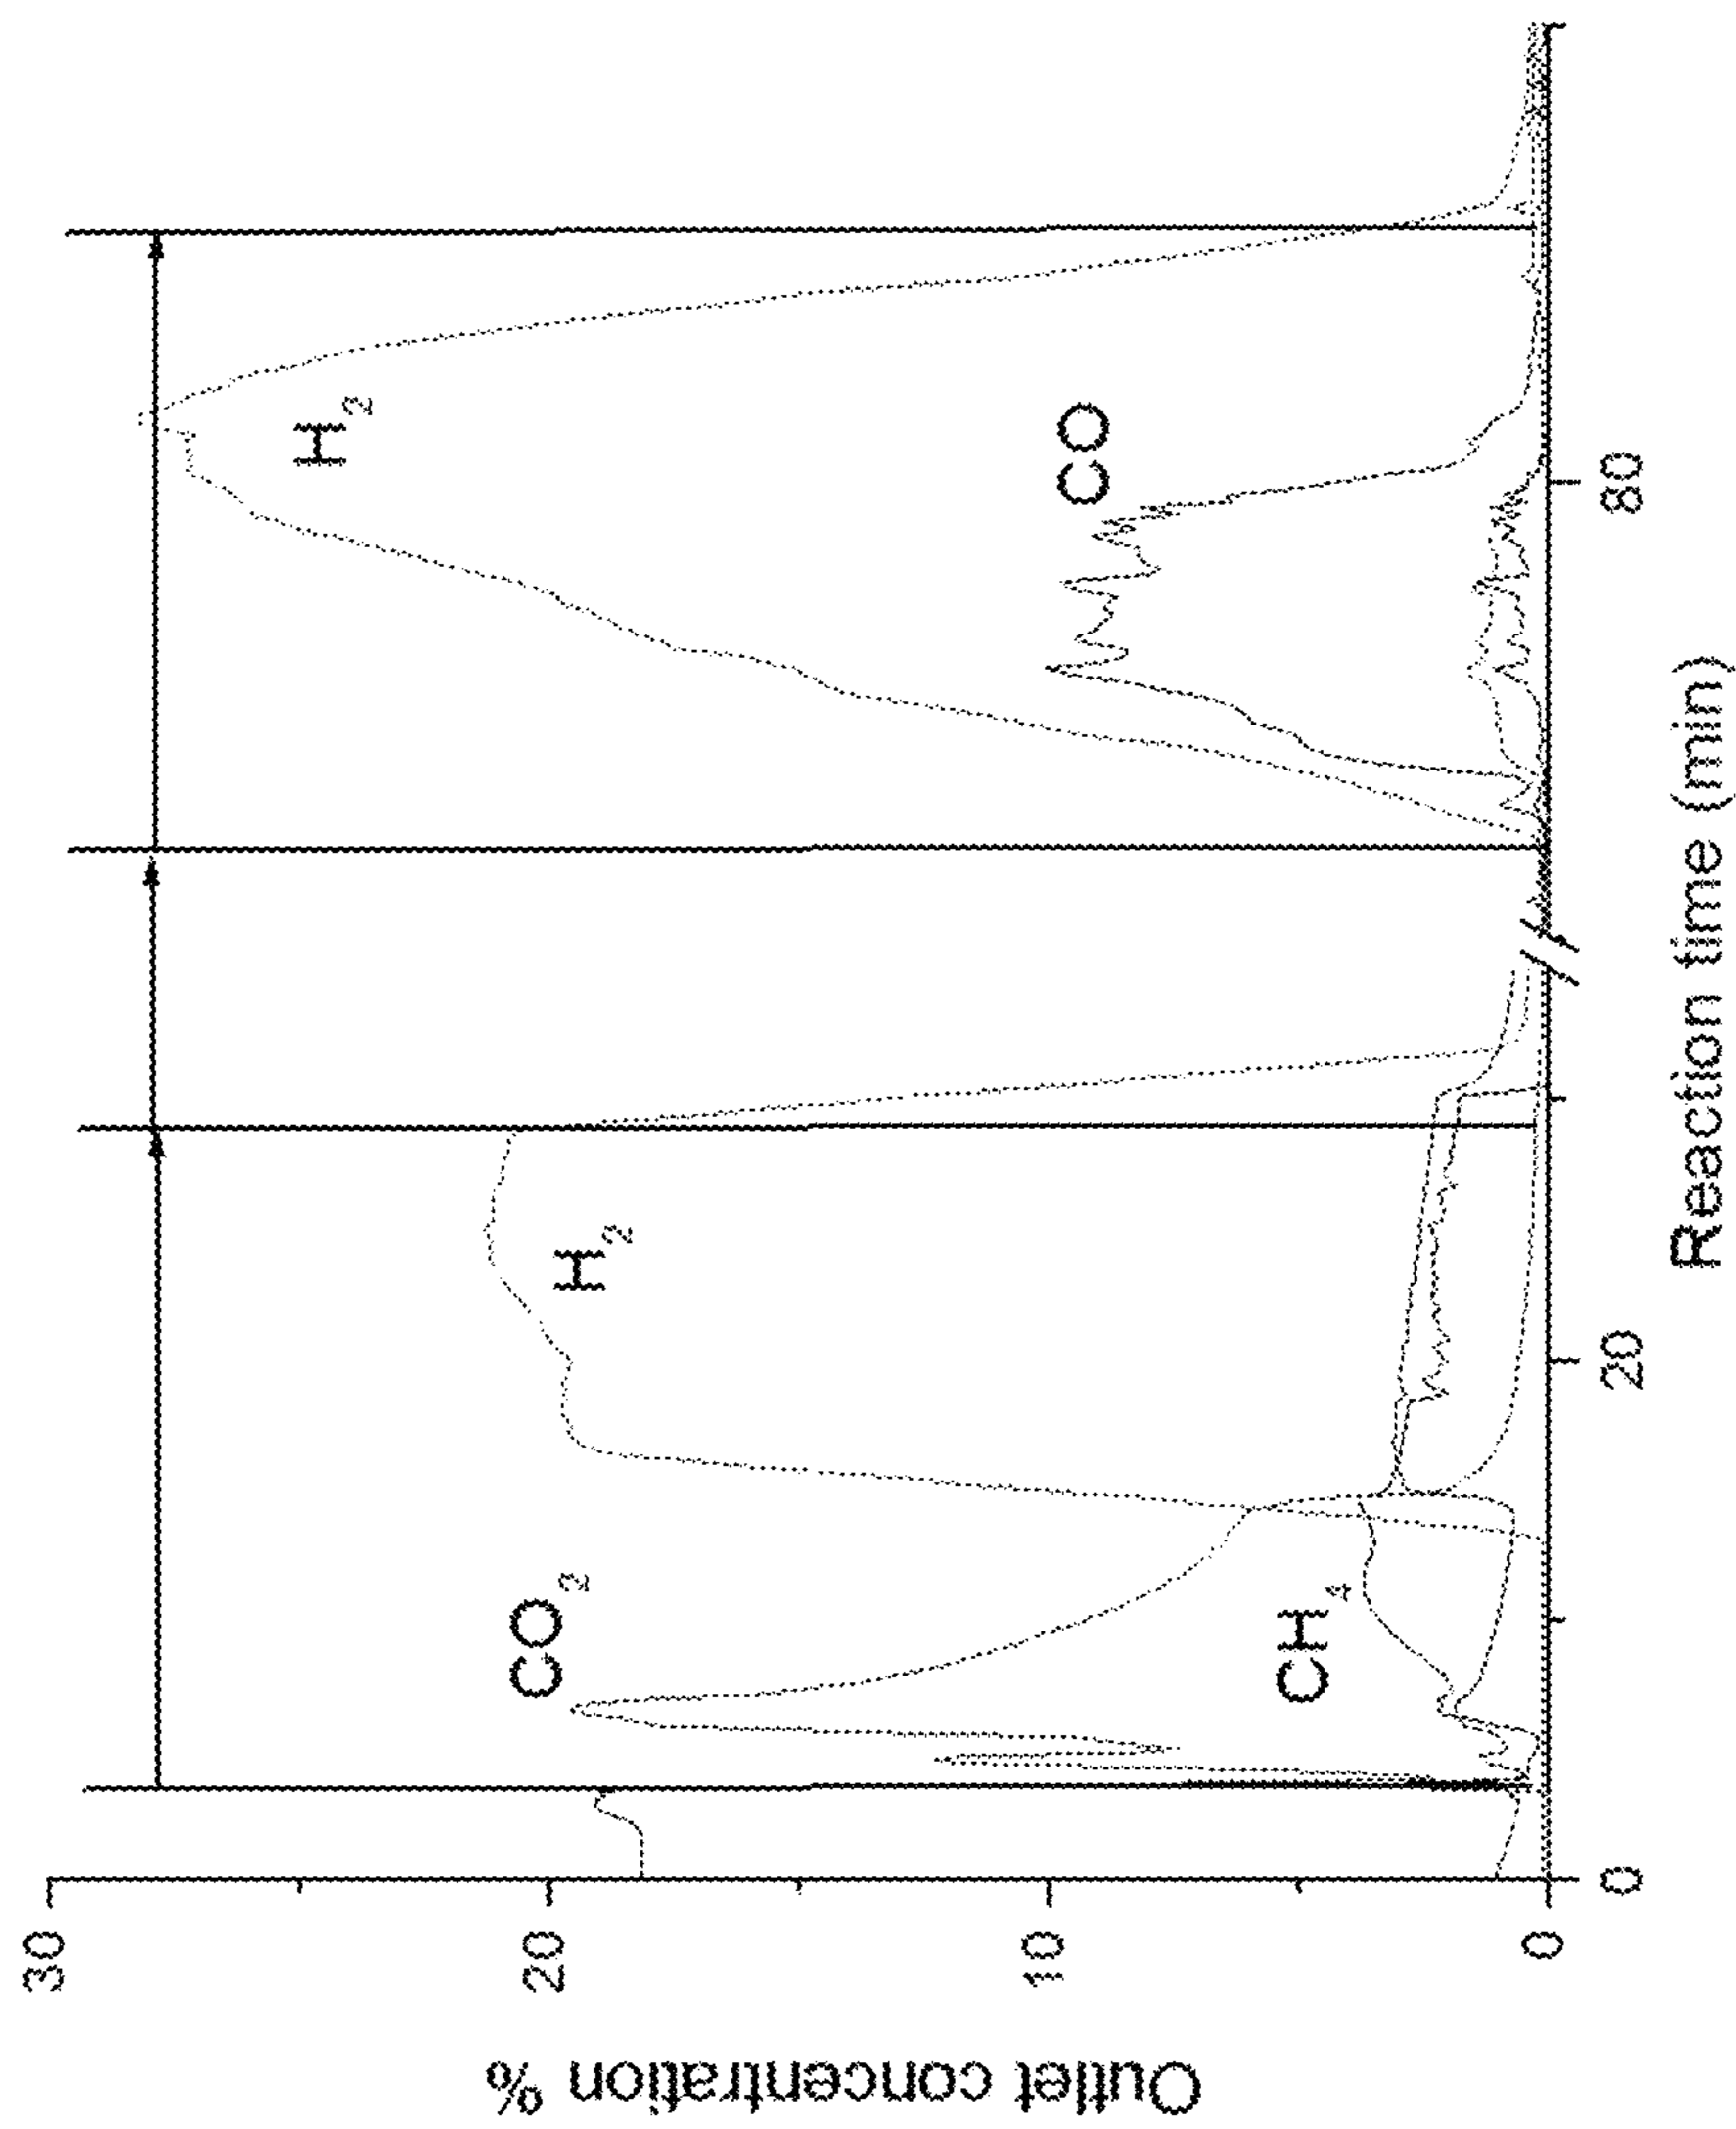 Outlet concentration %
30
20
10
0
CO₂
CH₄
H₂
H₂
CO
0
20
80
Reaction time (min)